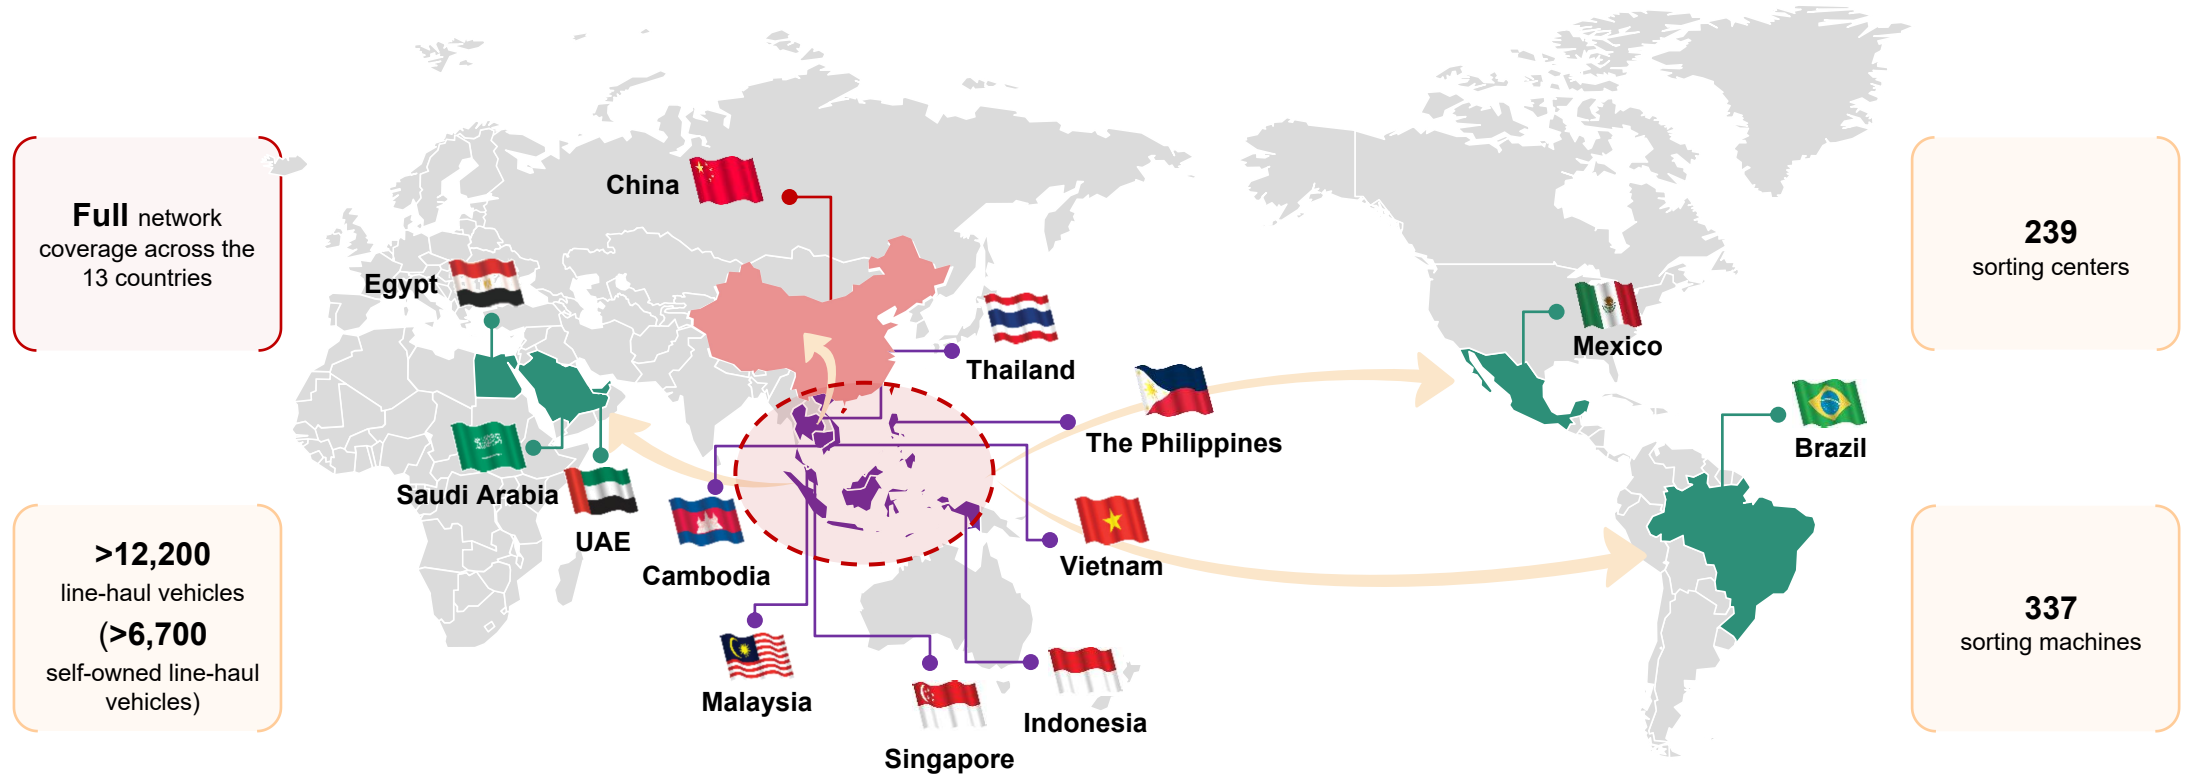 Full network
coverage across the
13 countries
>12,200
line-haul vehicles
(>6,700
self-owned line-haul
vehicles)
China
Egypt
Thailand
The Philippines
Saudi Arabia
UAE
Cambodia
Vietnam
Malaysia
Singapore
Indonesia
Mexico
Brazil
239
sorting centers
337
sorting machines